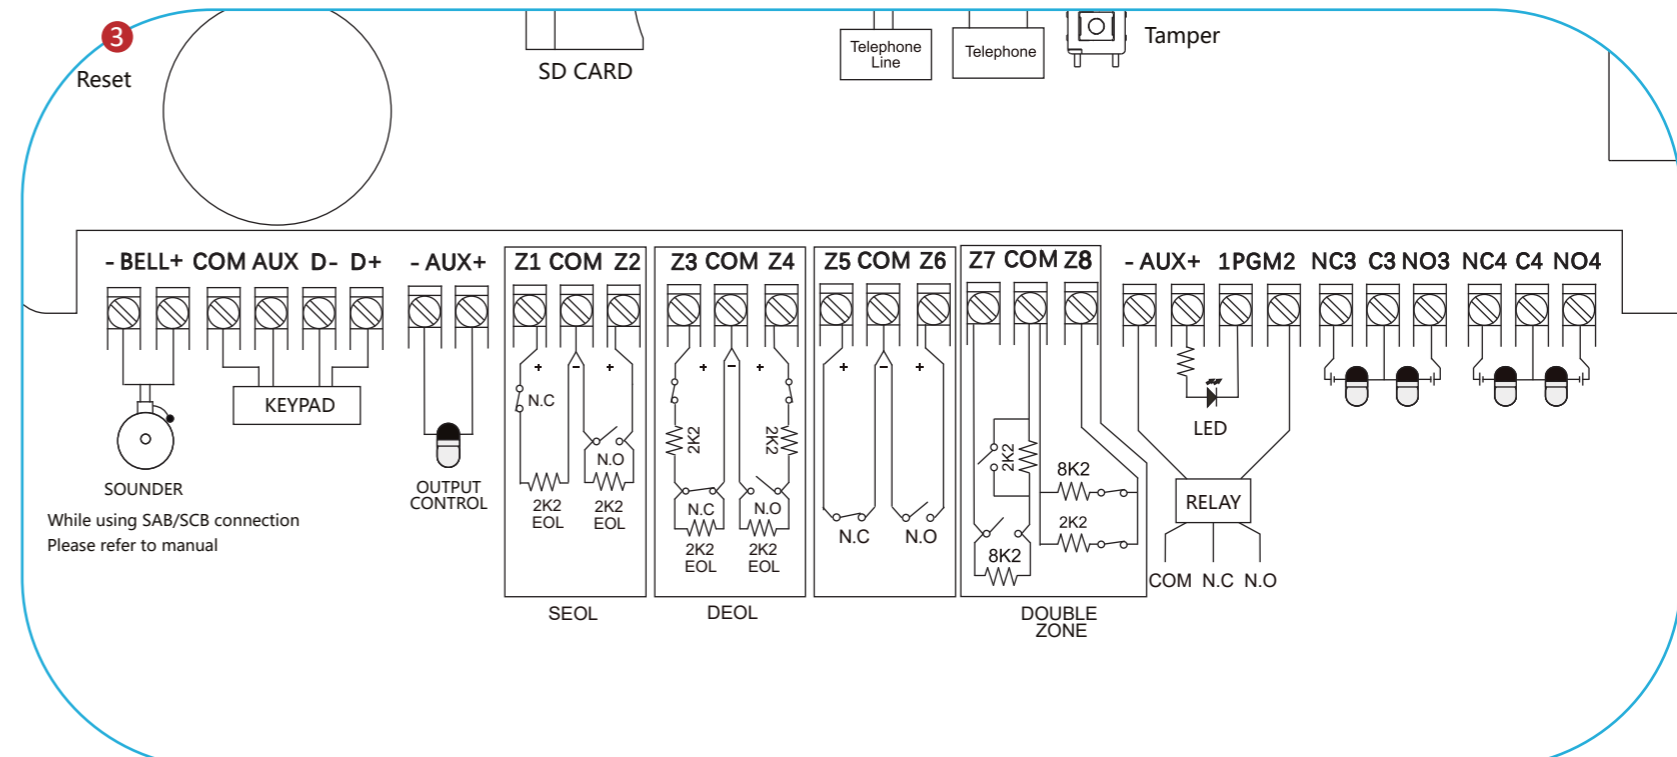 3
Reset
SD CARD
Telephone
Line
Telephone
Tamper
- BELL+ COM AUX D- D+ - AUX+ Z1 COM Z2 Z3 COM Z4 Z5 COM Z6 Z7 COM Z8 - AUX+ 1PGM2 NC3 C3 NO3 NC4 C4 NO4
+ - + + - + + - +
KEYPAD
SOUNDER
While using SAB/SCB connection
Please refer to manual
OUTPUT
CONTROL
N.C
N.O
2K2
EOL
2K2
EOL
SEOL
2K2
2K2
N.C
N.O
2K2
EOL
2K2
EOL
DEOL
N.C
N.O
2K2
8K2
8K2
2K2
DOUBLE
ZONE
LED
RELAY
COM N.C N.O